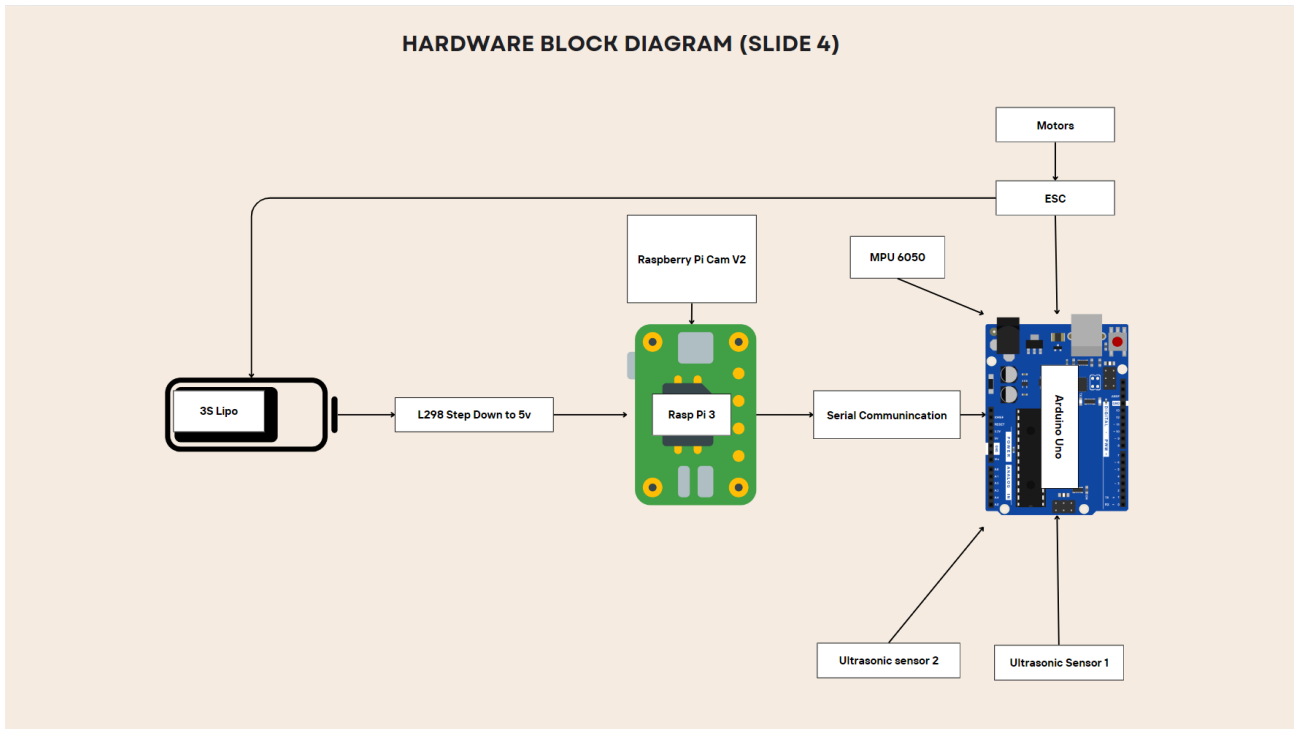 HARDWARE BLOCK DIAGRAM (SLIDE 4)
Motors
ESC
Raspberry Pi Cam V2
MPU 6050
3S Lipo
L298 Step Down to 5v
Rasp Pi 3
Serial Communincation
Arduino Uno
Ultrasonic sensor 2
Ultrasonic Sensor 1